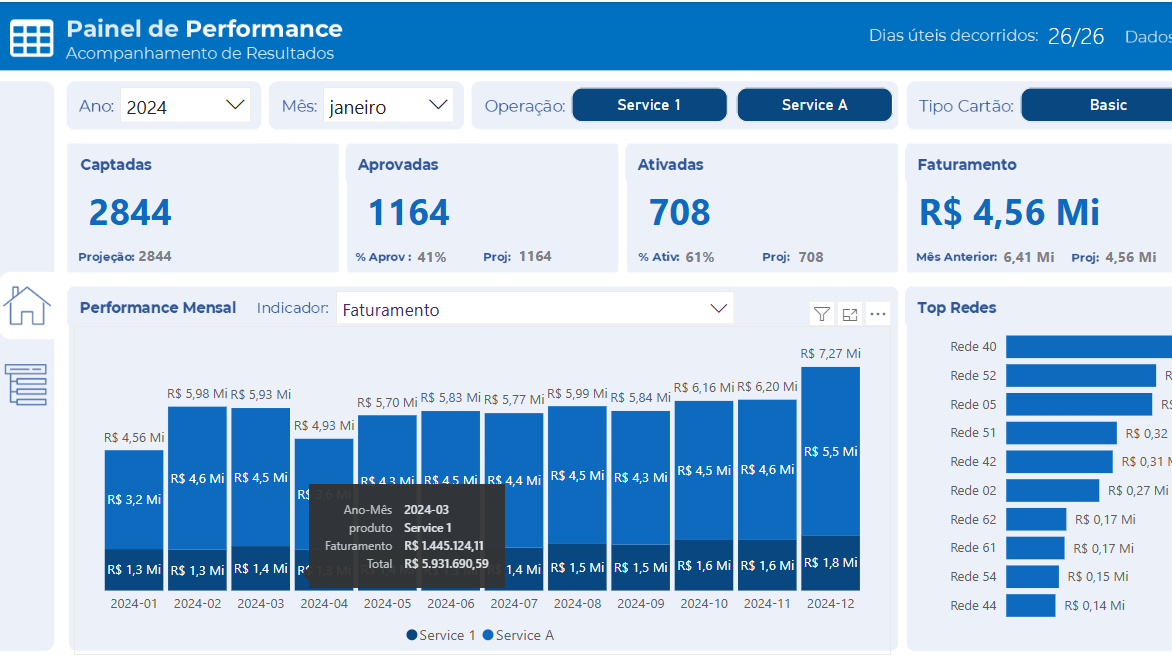 Painel de Performance
Acompanhamento de Resultados
Dias úteis decorridos: 26/26 Dados
Ano: 2024
Mês: janeiro
Operação: Service 1 Service A
Tipo Cartão: Basic
Captadas
2844
Projeção: 2844
Aprovadas
1164
% Aprov : 41% Proj: 1164
Ativadas
708
% Ativ: 61% Proj: 708
Faturamento
R$ 4,56 Mi
Mês Anterior: 6,41 Mi Proj: 4,56 Mi
Performance Mensal Indicador: Faturamento
R$ 7,27 Mi
R$ 6,16 Mi R$ 6,20 Mi
R$ 5,98 Mi R$ 5,93 Mi
R$ 5,70 Mi R$ 5,83 Mi R$ 5,77 Mi R$ 5,99 Mi R$ 5,84 Mi
R$ 4,93 Mi
R$ 4,56 Mi
R$ 3,2 Mi R$ 4,6 Mi R$ 4,5 Mi R$ 4,3 Mi R$ 4,5 Mi R$ 4,4 Mi R$ 4,5 Mi R$ 4,3 Mi R$ 4,5 Mi R$ 4,6 Mi R$ 5,5 Mi
Ano-Mês 2024-03
produto Service 1
Faturamento R$ 1.445.124,11
Total R$ 5.931.690,59
R$ 1,3 Mi R$ 1,3 Mi R$ 1,4 Mi 1,4 Mi R$ 1,5 Mi R$ 1,5 Mi R$ 1,6 Mi R$ 1,6 Mi R$ 1,8 Mi
2024-01 2024-02 2024-03 2024-04 2024-05 2024-06 2024-07 2024-08 2024-09 2024-10 2024-11 2024-12
Service 1 Service A
Top Redes
Rede 40
Rede 52 R
Rede 05 R$
Rede 51 R$ 0,32
Rede 42 R$ 0,31 M
Rede 02 R$ 0,27 Mi
Rede 62 R$ 0,17 Mi
Rede 61 R$ 0,17 Mi
Rede 54 R$ 0,15 Mi
Rede 44 R$ 0,14 Mi